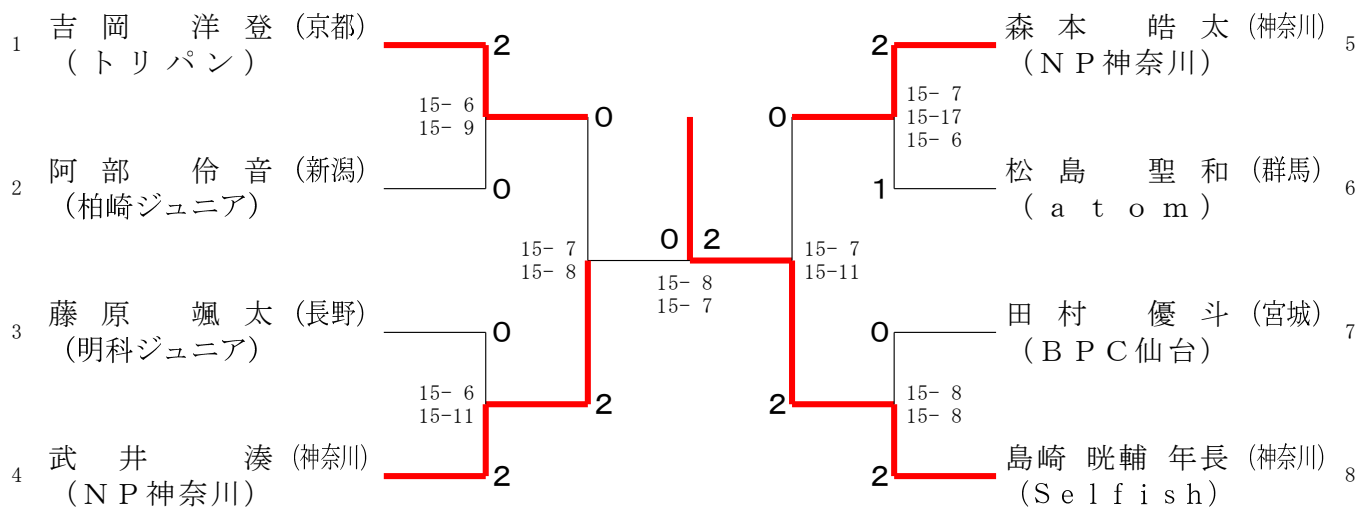 1 吉岡 洋登 (京都)
(トリパン)
2
15- 6
15- 9
0
2 阿部 伶音 (新潟)
(柏崎ジュニア)
0
15- 7
15- 8
3 藤原 颯太 (長野)
(明科ジュニア)
0
15- 6
15-11
2
4 武井 湊 (神奈川)
(NP神奈川)
2
0 2
15- 8
15- 7
森本 皓太 (神奈川) 5
(NP神奈川)
2
15- 7
15-17
15- 6
0
松島 聖和 (群馬) 6
(atom)
1
15- 7
15-11
田村 優斗 (宮城) 7
(BPC仙台)
0
15- 8
15- 8
2
島崎 晄輔 年長 (神奈川) 8
(Selfish)
2